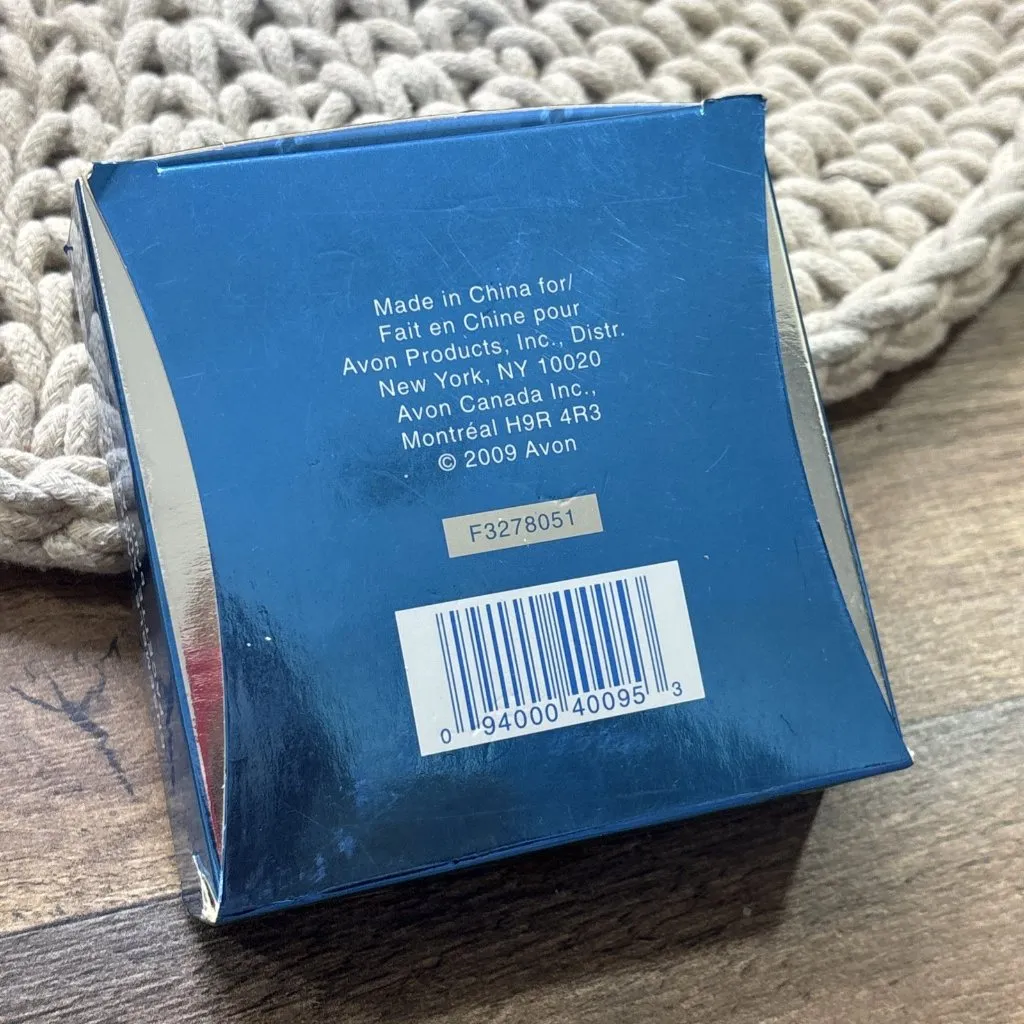 Made in China for/
Fait en Chine pour
Avon Products, Inc., Distr.
New York, NY 10020
Avon Canada Inc.,
Montréal H9R 4R3
© 2009 Avon
F3278051
0 94000 40095 3